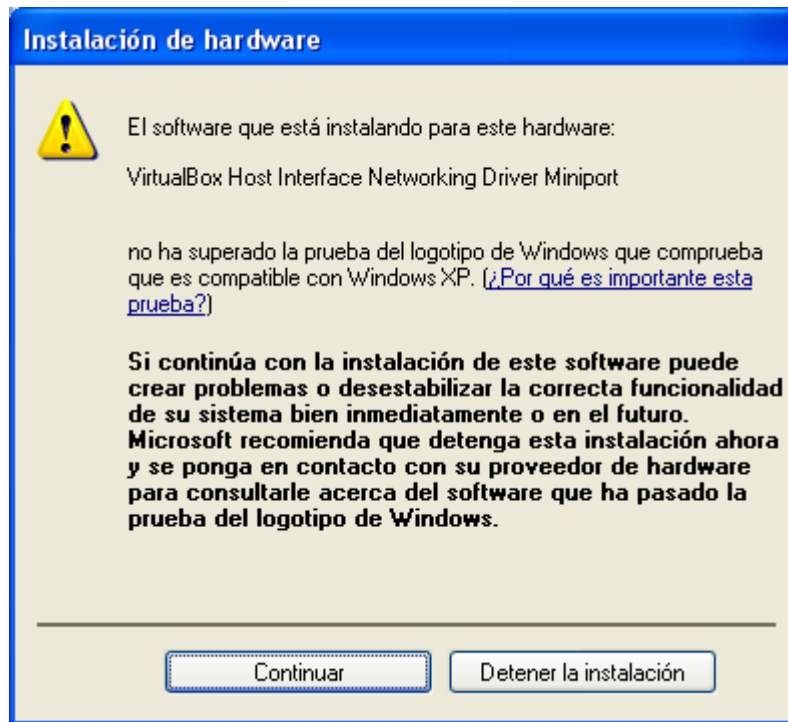 Instalación de hardware
El software que está instalando para este hardware:
VirtualBox Host Interface Networking Driver Miniport
no ha superado la prueba del logotipo de Windows que comprueba
que es compatible con Windows XP. (¿Por qué es importante esta
prueba?)
Si continúa con la instalación de este software puede
crear problemas o desestabilizar la correcta funcionalidad
de su sistema bien inmediatamente o en el futuro.
Microsoft recomienda que detenga esta instalación ahora
y se ponga en contacto con su proveedor de hardware
para consultarle acerca del software que ha pasado la
prueba del logotipo de Windows.
Continuar
Detener la instalación